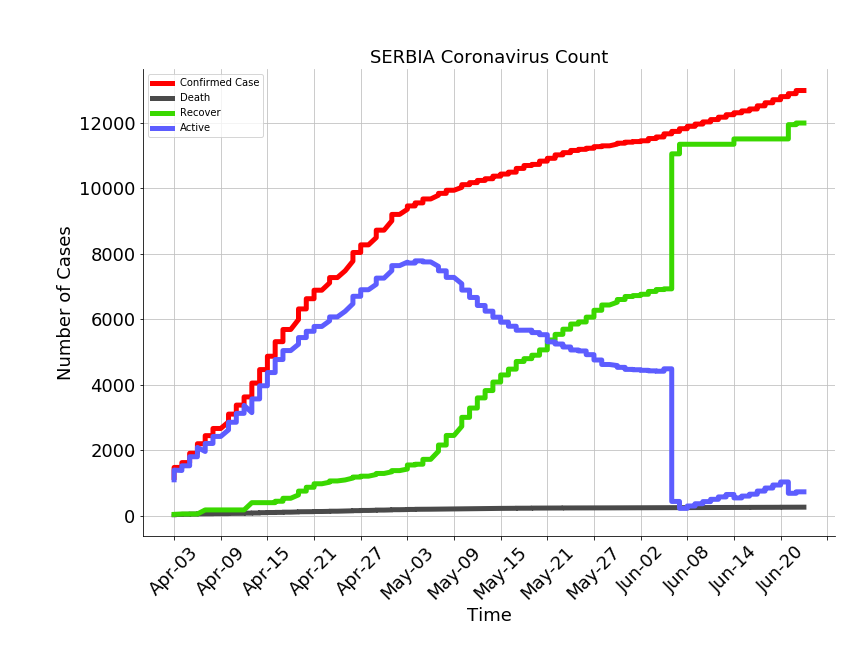 SERBIA Coronavirus Count
Confirmed Case
Death
Recover
Active
Number of Cases
12000
10000
8000
6000
4000
2000
0
Apr-03 Apr-09 Apr-15 Apr-21 Apr-27 May-03 May-09 May-15 May-21 May-27 Jun-02 Jun-08 Jun-14 Jun-20
Time